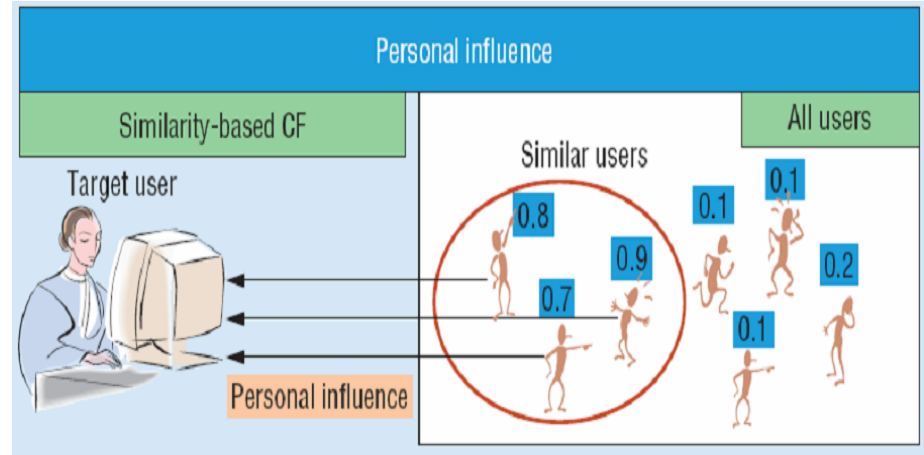 Personal influence
Similarity-based CF
All users
Target user
Similar users
0.8
0.7
0.9
0.1
0.1
0.2
0.1
Personal influence